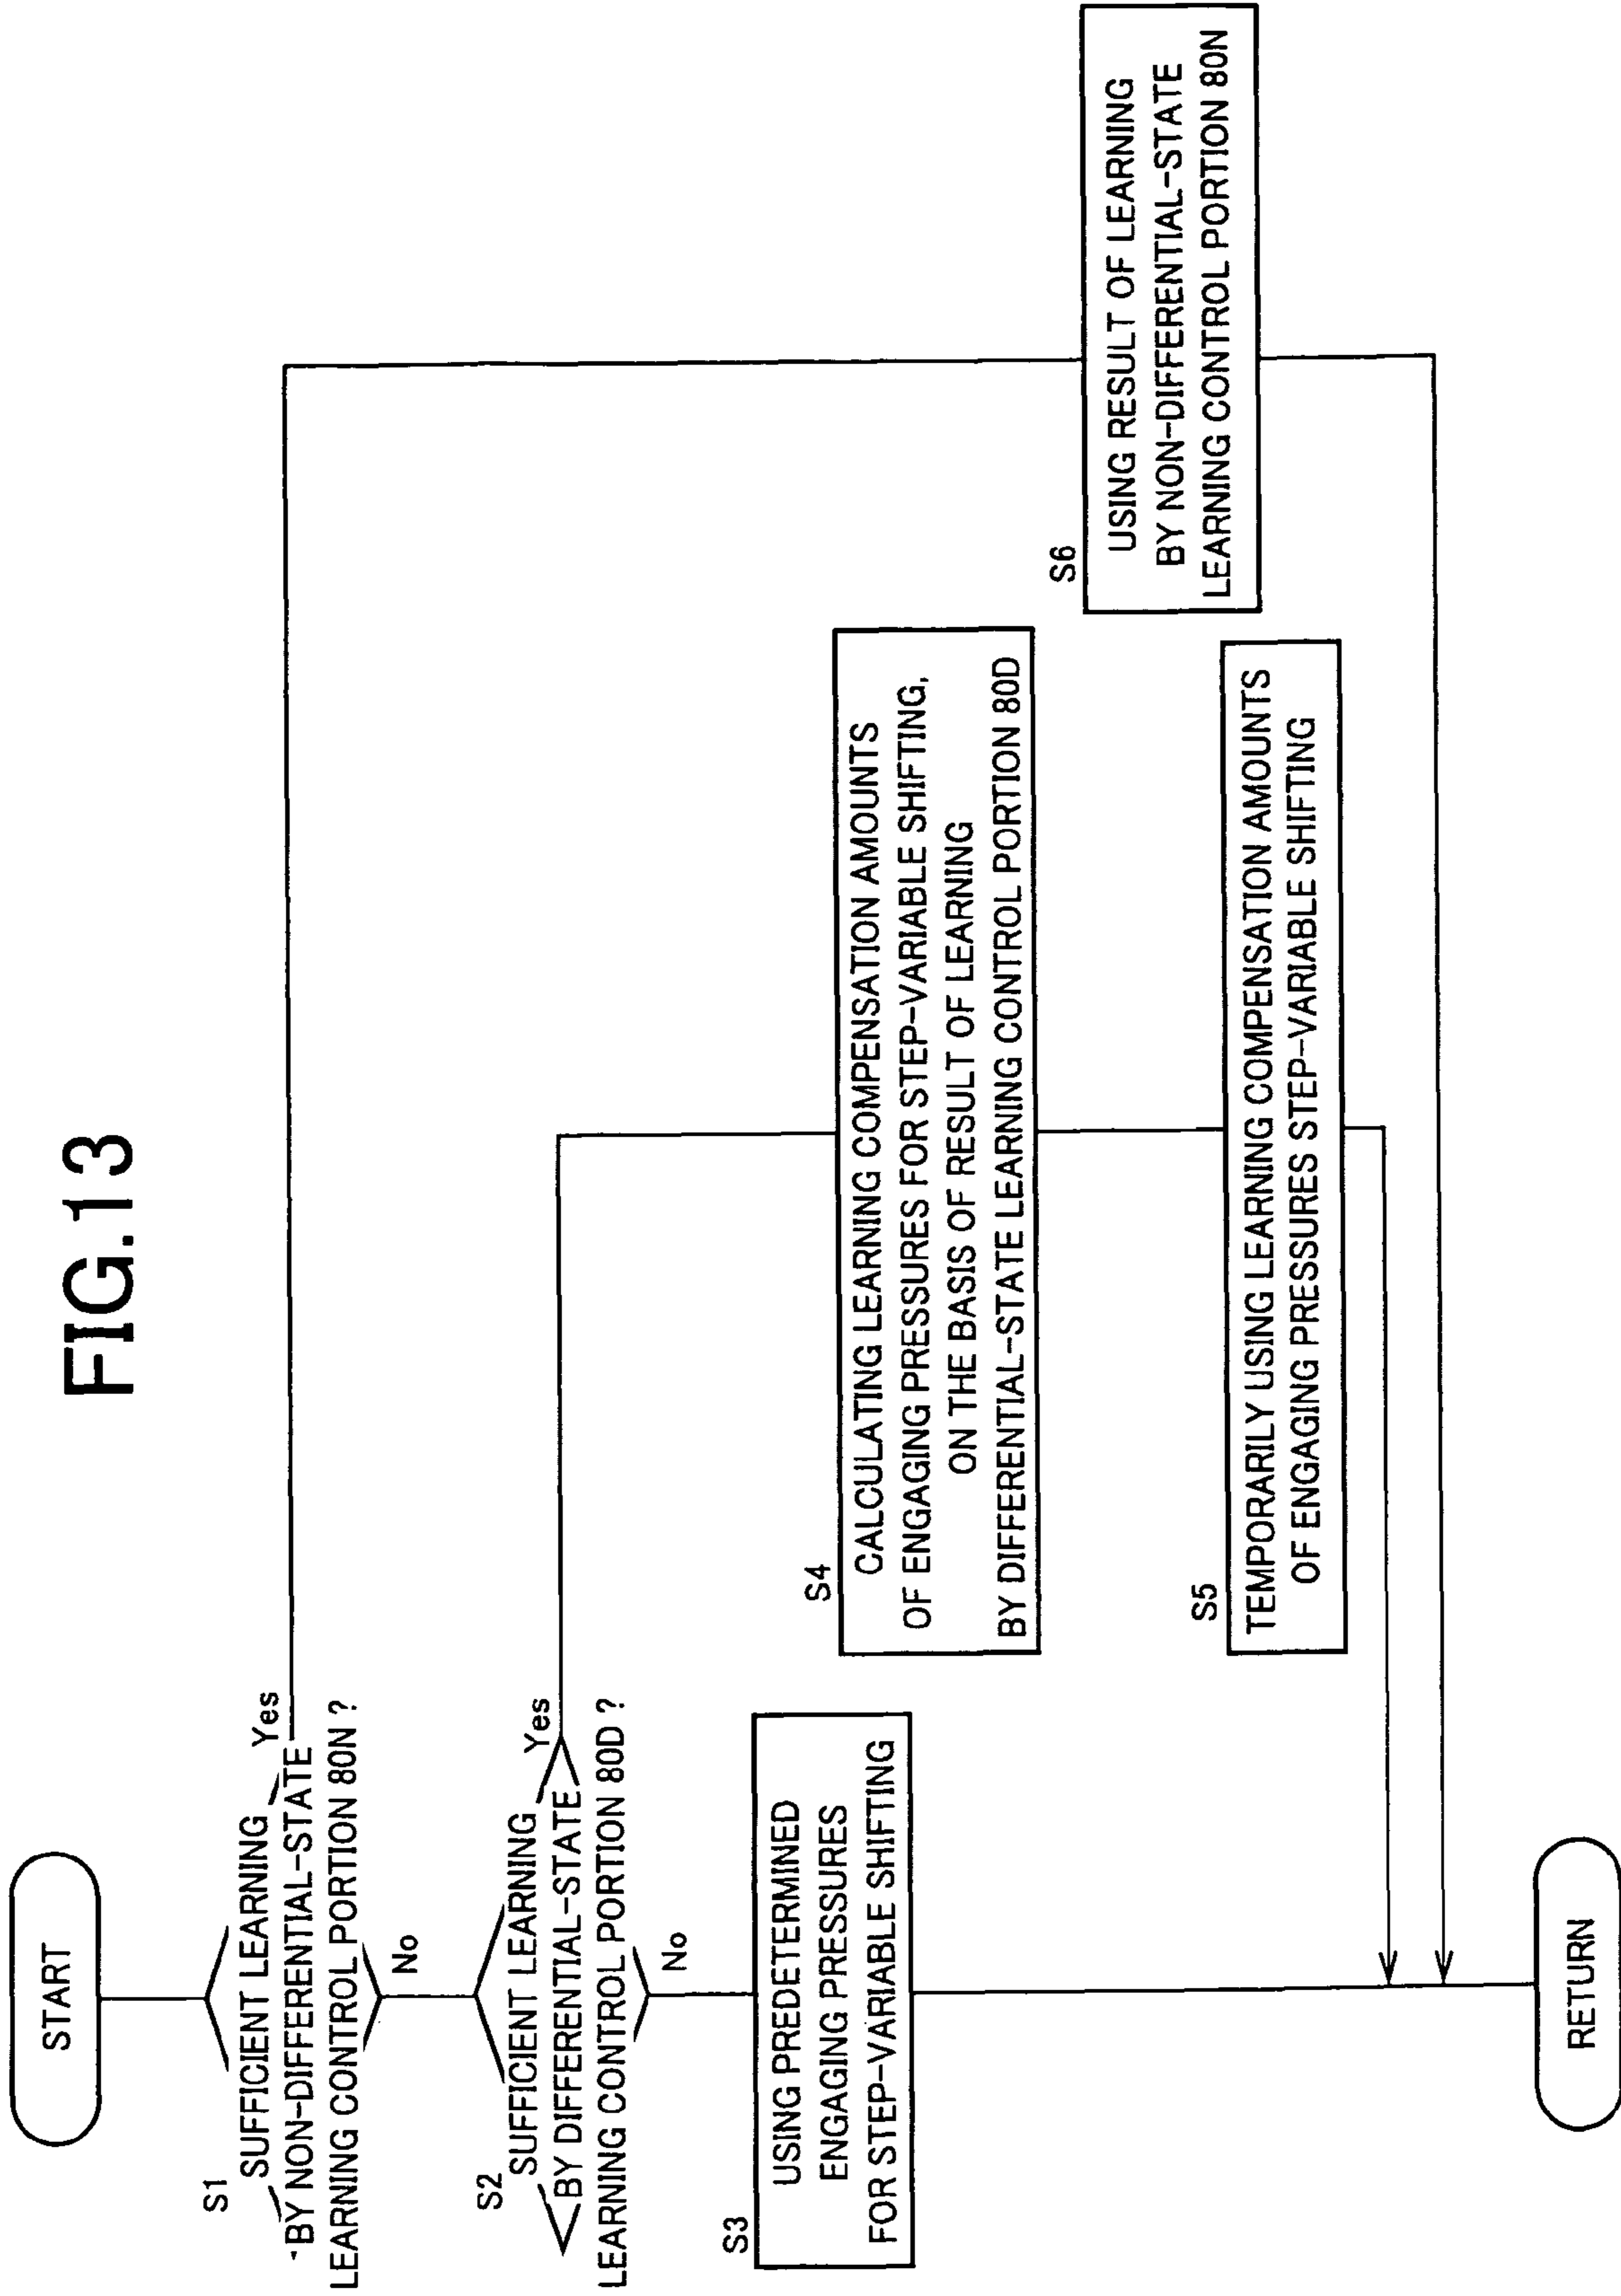 FIG.13
START
S1
SUFFICIENT LEARNING
BY NON-DIFFERENTIAL-STATE
LEARNING CONTROL PORTION 80N ?
Yes
No
S2
SUFFICIENT LEARNING
BY DIFFERENTIAL-STATE
LEARNING CONTROL PORTION 80D ?
Yes
No
S3
USING PREDETERMINED
ENGAGING PRESSURES
FOR STEP-VARIABLE SHIFTING
S4
CALCULATING LEARNING COMPENSATION AMOUNTS
OF ENGAGING PRESSURES FOR STEP-VARIABLE SHIFTING,
ON THE BASIS OF RESULT OF LEARNING
BY DIFFERENTIAL-STATE LEARNING CONTROL PORTION 80D
S5
TEMPORARILY USING LEARNING COMPENSATION AMOUNTS
OF ENGAGING PRESSURES STEP-VARIABLE SHIFTING
S6
USING RESULT OF LEARNING
BY NON-DIFFERENTIAL-STATE
LEARNING CONTROL PORTION 80N
RETURN